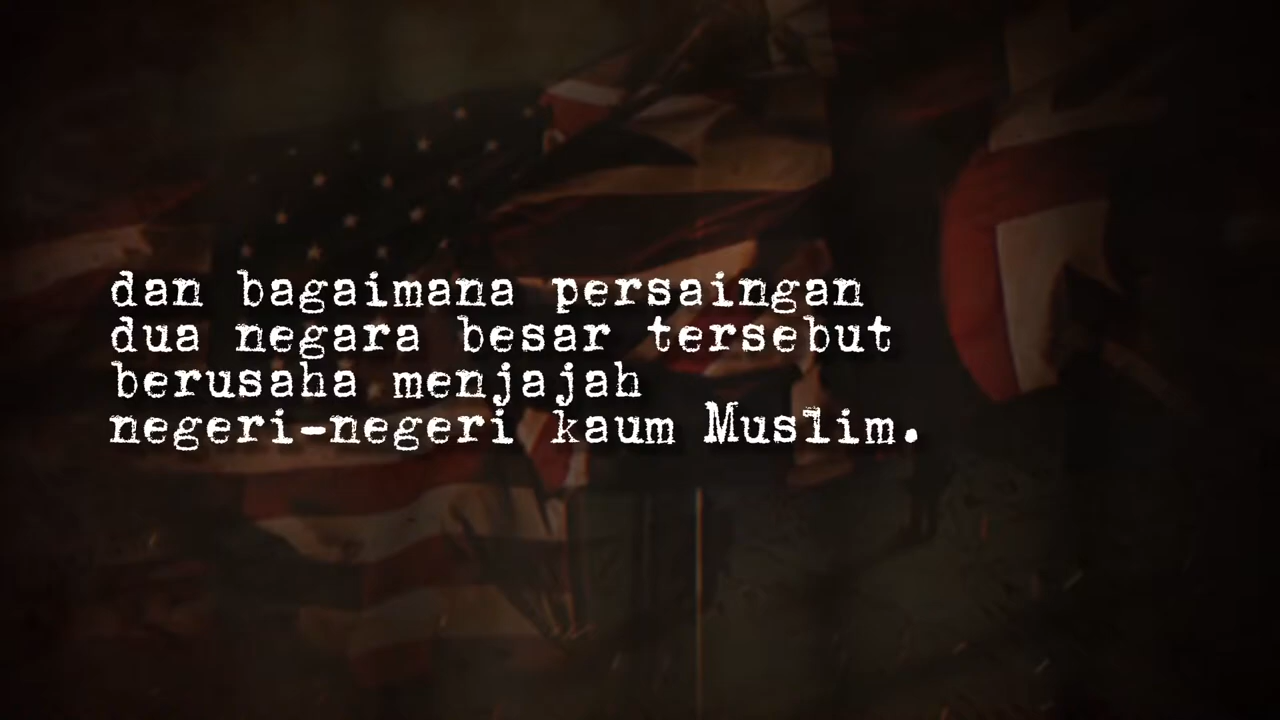 dan bagaimana persaingan
dua negara besar tersebut
berusaha menjajah
negeri-negeri kaum Muslim.